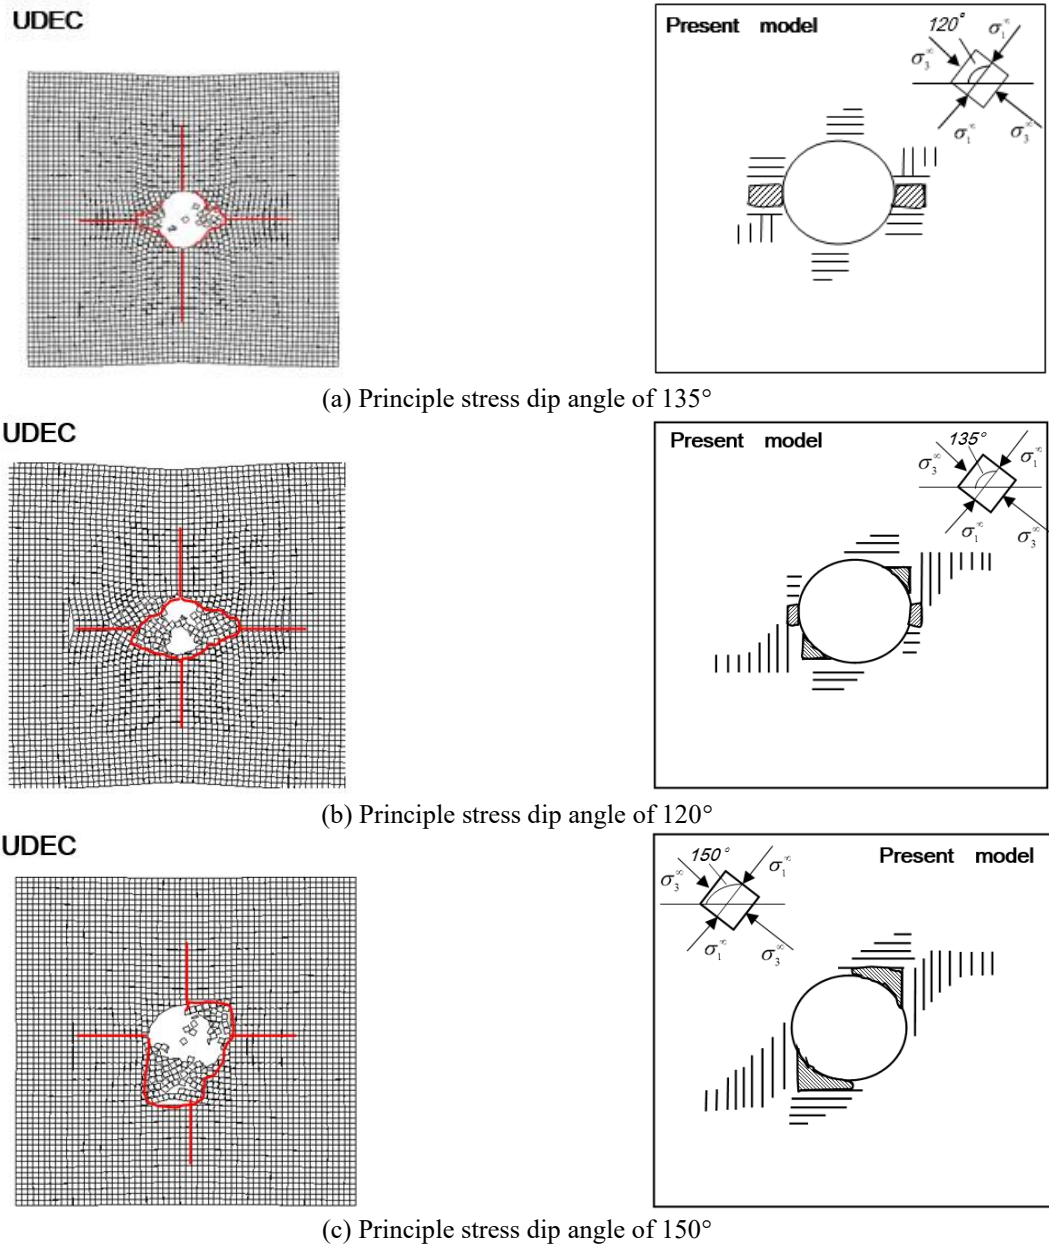 UDEC
Present model
120°
σ₁^∞
σ₃^∞
σ₁^∞
σ₃^∞
(a) Principle stress dip angle of 135°
UDEC
Present model
135°
σ₃^∞
σ₁^∞
σ₁^∞
σ₃^∞
(b) Principle stress dip angle of 120°
UDEC
150°
Present model
σ₁^∞
σ₃^∞
σ₁^∞
σ₃^∞
(c) Principle stress dip angle of 150°